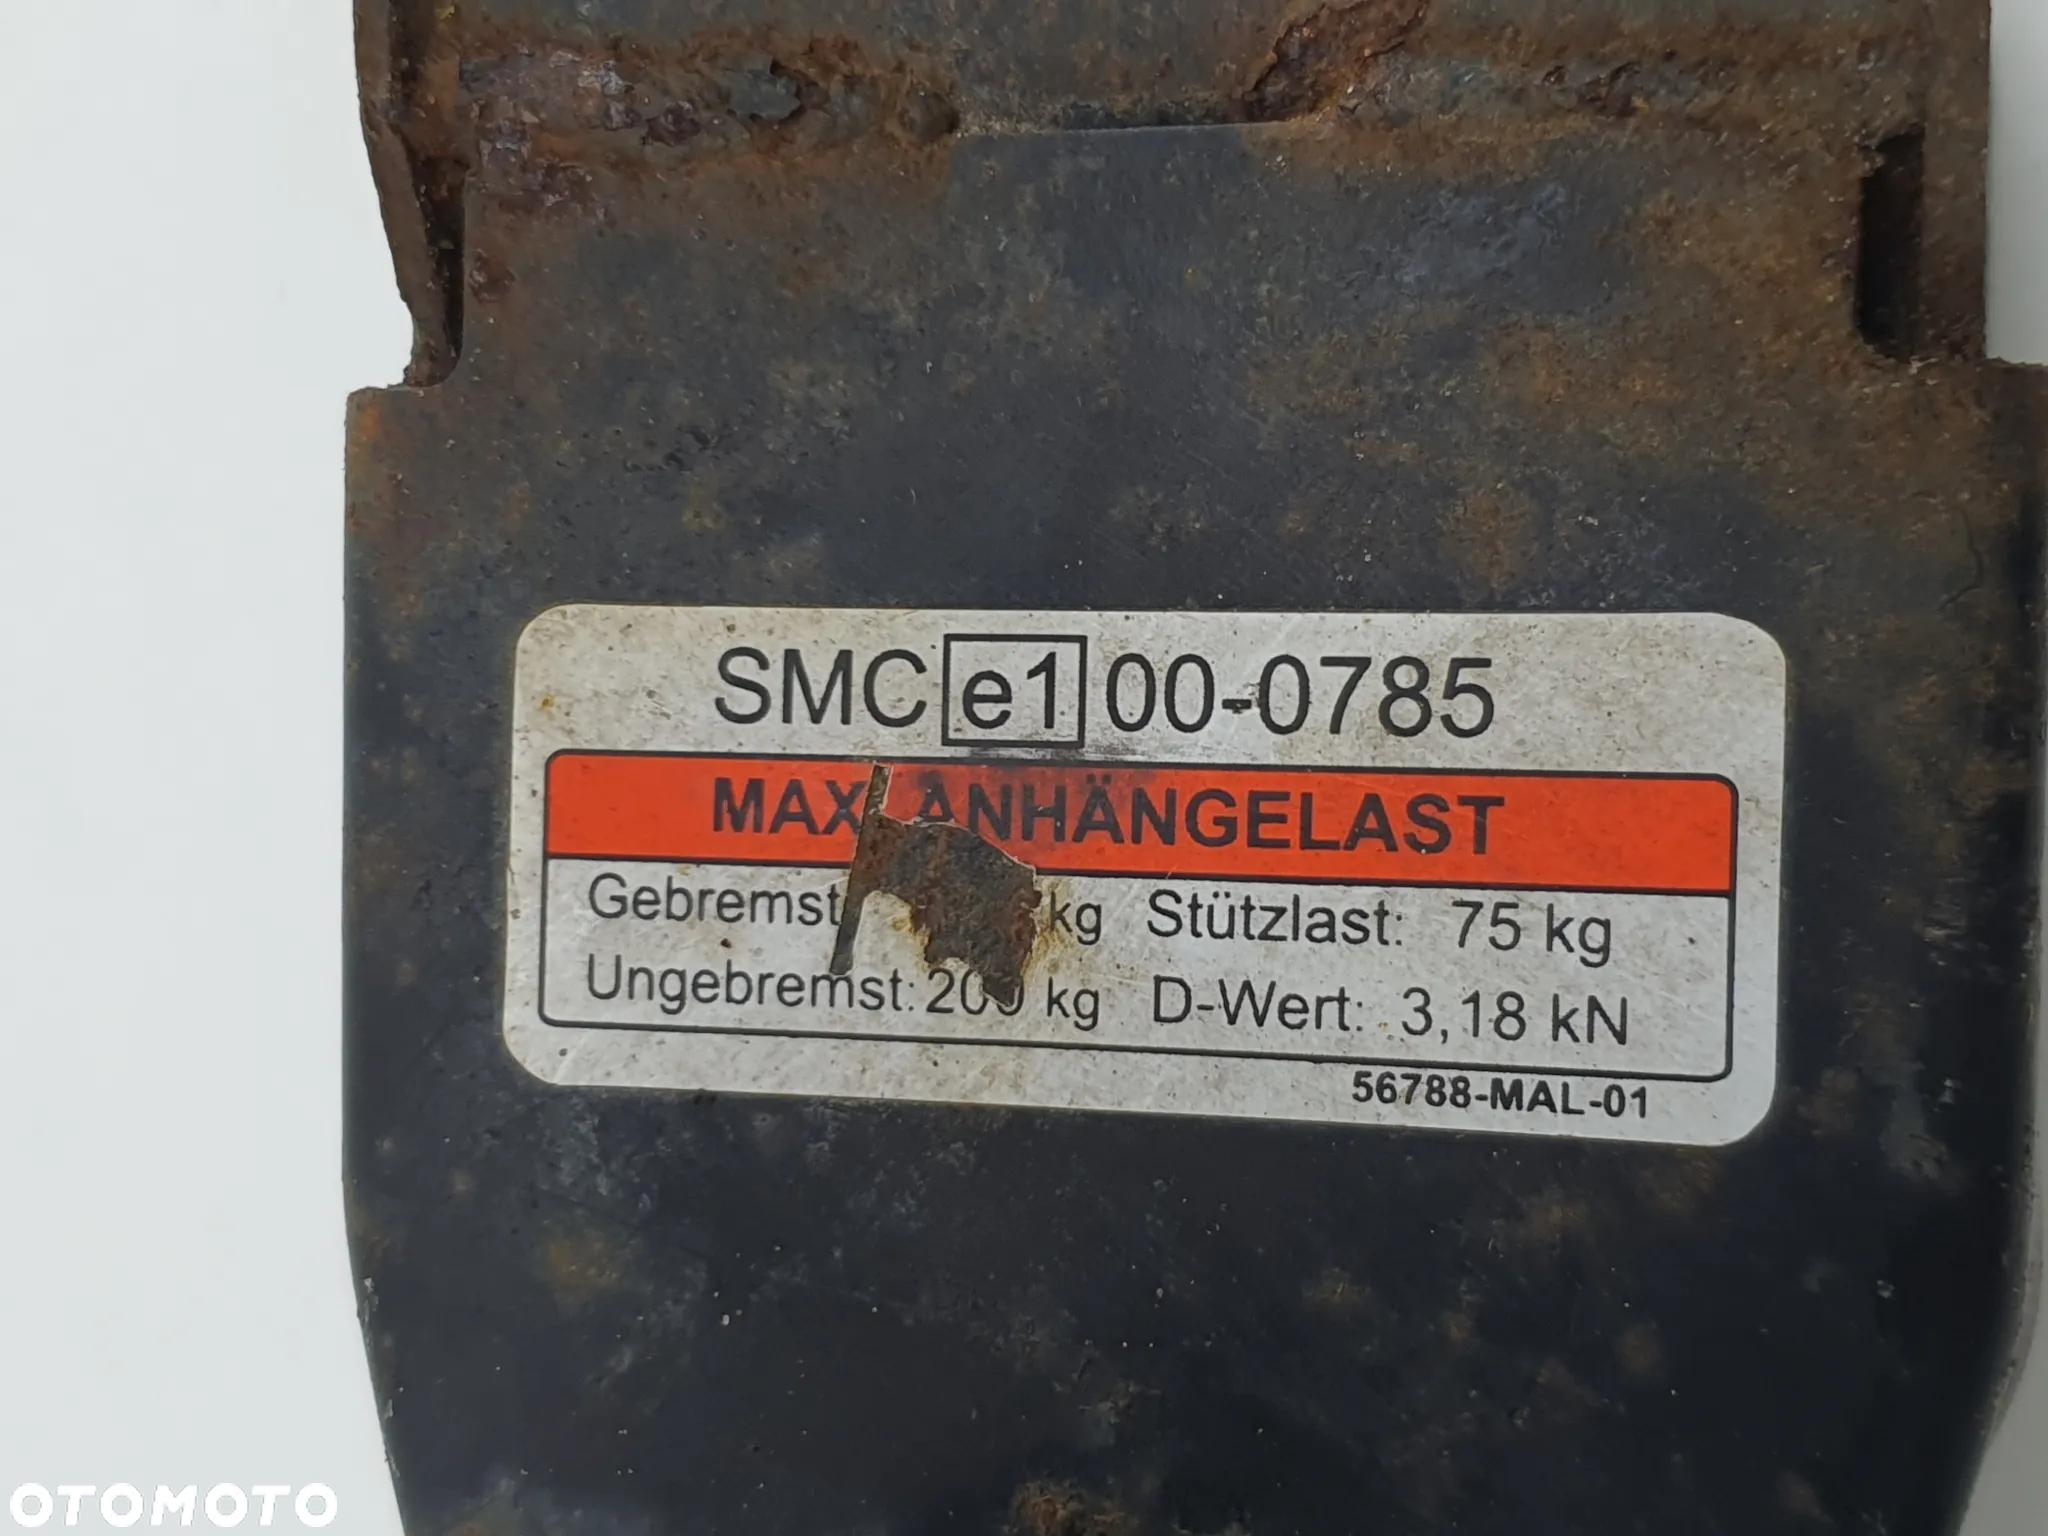 SMC e1 00-0785
MAX. ANHÄNGELAST
Gebremst kg Stützlast: 75 kg
Ungebremst: 200 kg D-Wert: 3,18 kN
56788-MAL-01
OTOMOTO